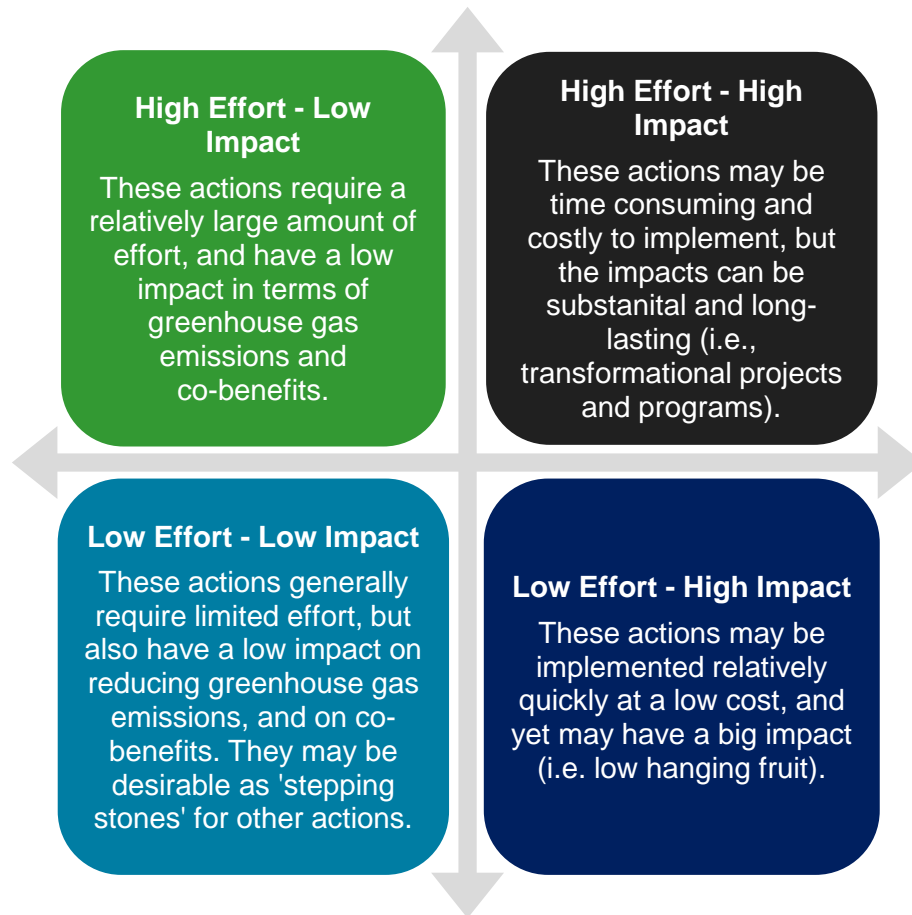 High Effort - Low
Impact
These actions require a
relatively large amount of
effort, and have a low
impact in terms of
greenhouse gas
emissions and
co-benefits.
High Effort - High
Impact
These actions may be
time consuming and
costly to implement, but
the impacts can be
substanital and long-
lasting (i.e.,
transformational projects
and programs).
Low Effort - Low Impact
These actions generally
require limited effort, but
also have a low impact on
reducing greenhouse gas
emissions, and on co-
benefits. They may be
desirable as 'stepping
stones' for other actions.
Low Effort - High Impact
These actions may be
implemented relatively
quickly at a low cost, and
yet may have a big impact
(i.e. low hanging fruit).